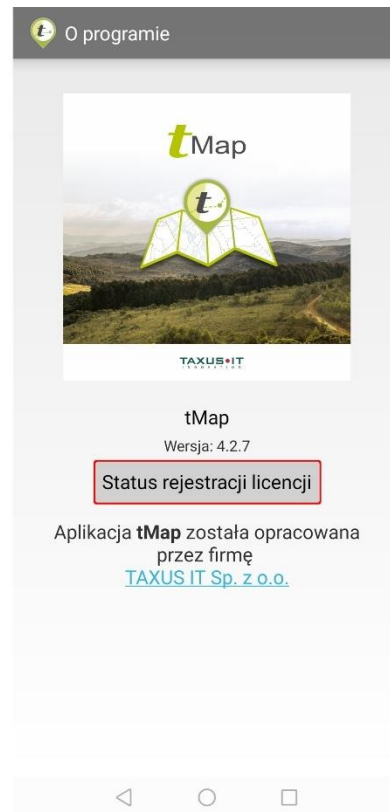 O programie
tMap
t
TAXUS•IT
tMap
Wersja: 4.2.7
Status rejestracji licencji
Aplikacja tMap została opracowana
przez firmę
TAXUS IT Sp. z o.o.